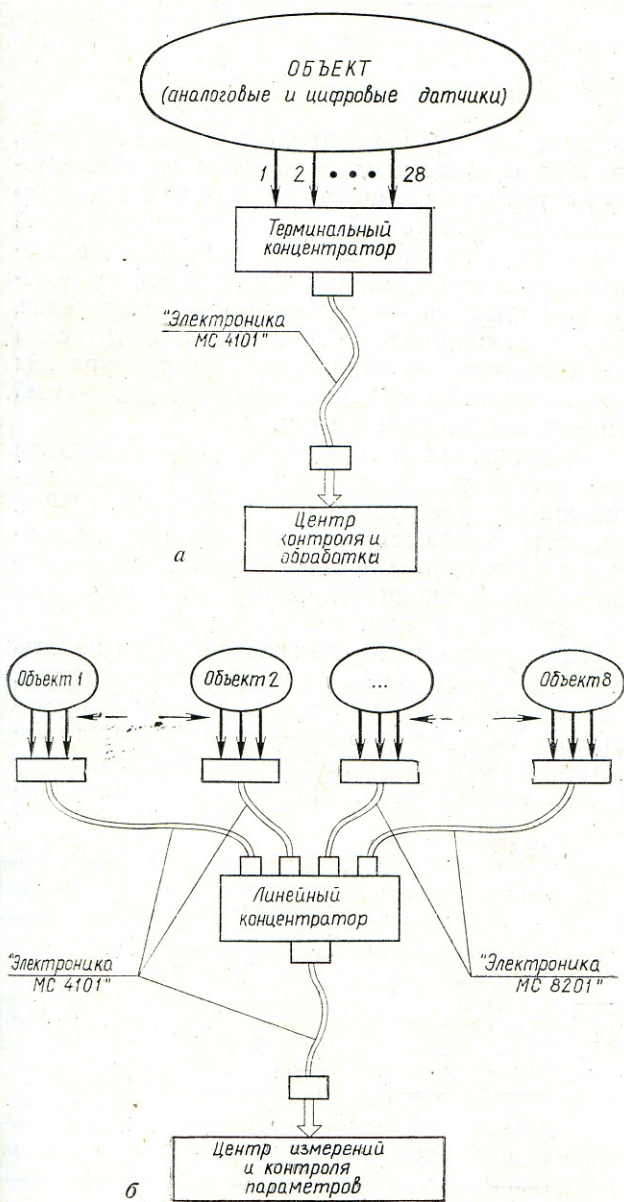 ОБЪЕКТ
(аналоговые и цифровые датчики)
1 2 ••• 28
Терминальный
концентратор
"Электроника
МС 4101"
Центр
контроля и
обработки
а
Объект 1 Объект 2 ... Объект 8
Линейный
концентратор
"Электроника
МС 4101"
"Электроника
МС 8201"
Центр измерений
и контроля
параметров
б